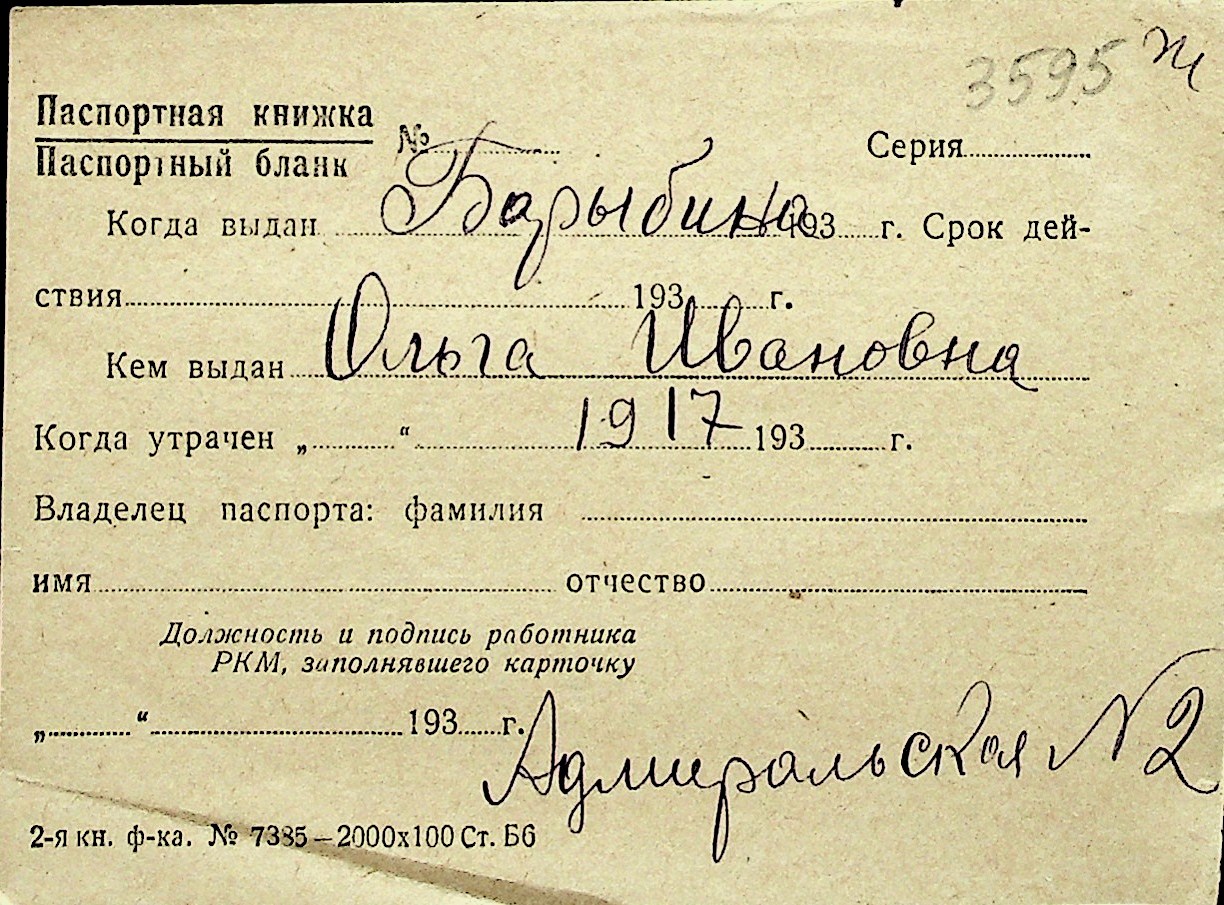 3595 Ж
Паспортная книжка
Паспортный бланк
№ ............ Серия............
Барыбина
Когда выдан ............ 193 ...... г. Срок дей-
ствия............ 193......г.
Ольга Ивановна
Кем выдан............
1917
Когда утрачен „.........“ ............ 193.........г.
Владелец паспорта: фамилия ............
имя............ отчество............
Должность и подпись работника
РКМ, заполнявшего карточку
„.........“ ............ 193......г.
Адмиральская № 2
2-я кн. ф-ка. № 7385—2000х100 Ст. Б6